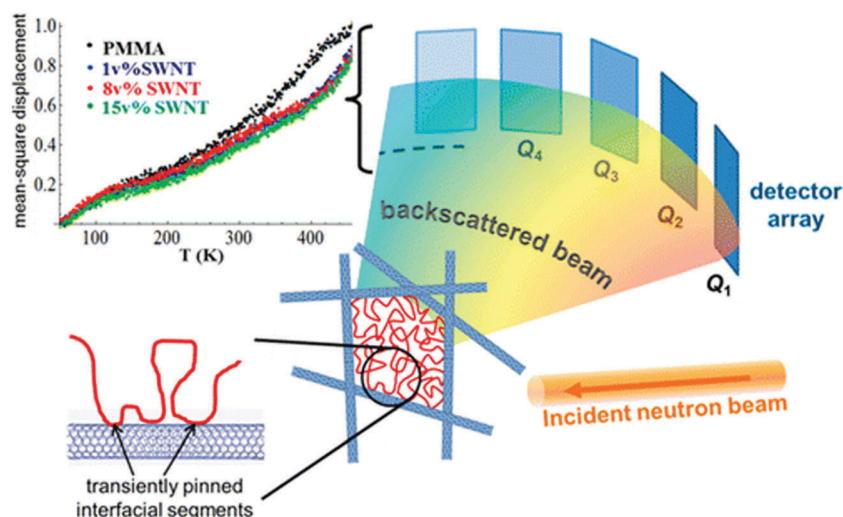 mean-square displacement
1.0
0.8
0.6
0.4
0.2
PMMA
1v%SWNT
8v% SWNT
15v% SWNT
100 200 300 400
T (K)
Q4
Q3
Q2
Q1
detector
array
backscattered beam
Incident neutron beam
transiently pinned
interfacial segments